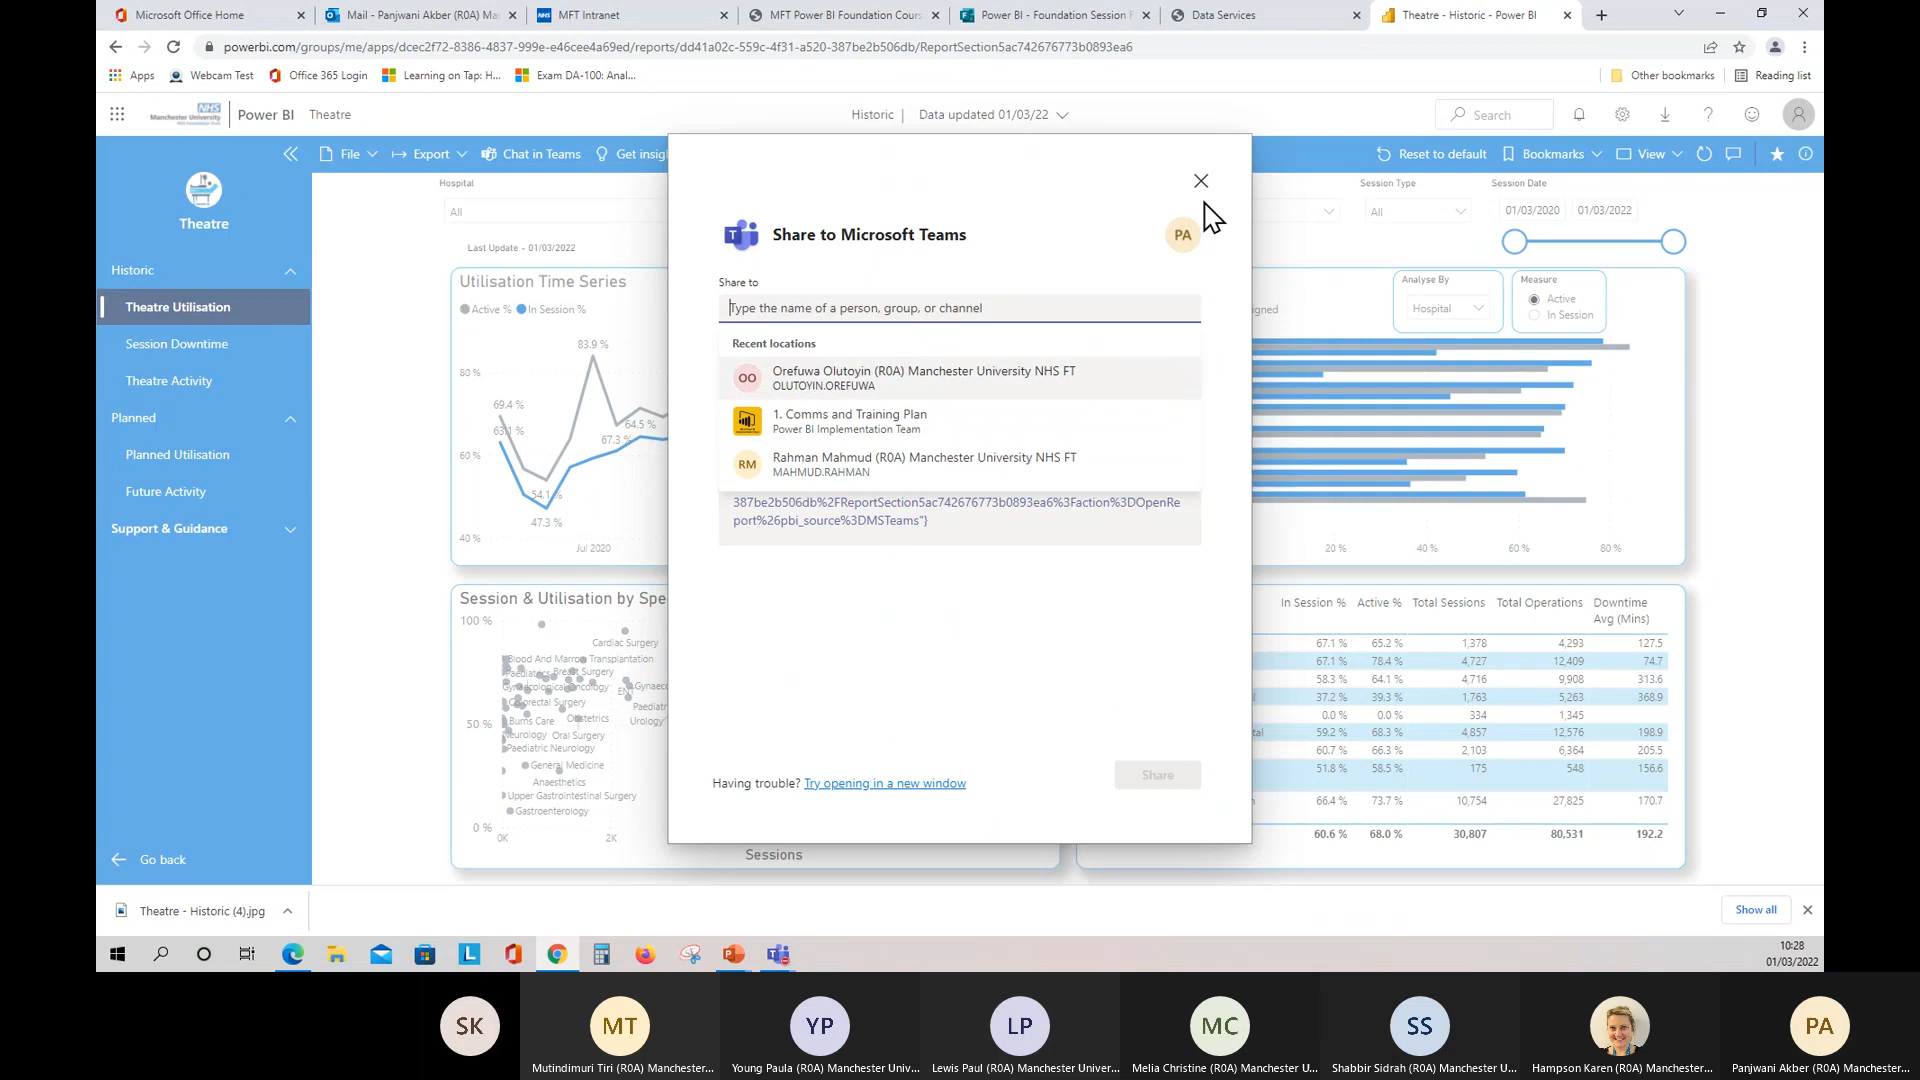 Microsoft Office Home
Mail - Panjwani Akber (R0A) Ma
MFT Intranet
MFT Power BI Foundation Cours
Power BI - Foundation Session F
Data Services
Theatre - Historic - Power BI
powerbi.com/groups/me/apps/dcec2f72-8386-4837-999e-e46cee4a69ed/reports/dd41a02c-559c-4f31-a520-387be2b506db/ReportSection5ac742676773b0893ea6
Apps
Webcam Test
Office 365 Login
Learning on Tap: H...
Exam DA-100: Anal...
Other bookmarks
Reading list
NHS
Manchester University
Power BI
Theatre
Historic | Data updated 01/03/22
Search
File
Export
Chat in Teams
Get insig
Reset to default
Bookmarks
View
Theatre
Historic
Theatre Utilisation
Session Downtime
Theatre Activity
Planned
Planned Utilisation
Future Activity
Support & Guidance
Go back
Hospital
All
Last Update - 01/03/2022
Session Type
All
Session Date
01/03/2020
01/03/2022
Utilisation Time Series
Active %
In Session %
83.9 %
80 %
69.4 %
63.1 %
64.5 %
67.3 %
60 %
54.1 %
47.3 %
40 %
Jul 2020
Share to Microsoft Teams
PA
Share to
Type the name of a person, group, or channel
Recent locations
OO
Orefuwa Olutoyin (R0A) Manchester University NHS FT
OLUTOYIN.OREFUWA
1. Comms and Training Plan
Power BI Implementation Team
RM
Rahman Mahmud (R0A) Manchester University NHS FT
MAHMUD.RAHMAN
387be2b506db%2FReportSection5ac742676773b0893ea6%3Faction%3DOpenRe
port%26pbi_source%3DMSTeams"}
Having trouble? Try opening in a new window
Share
igned
Analyse By
Hospital
Measure
Active
In Session
20 %
40 %
60 %
80 %
Session & Utilisation by Spe
100 %
Cardiac Surgery
Blood And Marrow Transplantation
Paediatric
Breast Surgery
Gynaecological Oncology
ENT
Gynaeco
Colorectal Surgery
Paediatr
Burns Care
Obstetrics
Urology
50 %
Neurology
Oral Surgery
Paediatric Neurology
General Medicine
Anaesthetics
Upper Gastrointestinal Surgery
Gastroenterology
0 %
0K
2K
Sessions
In Session %
Active %
Total Sessions
Total Operations
Downtime
Avg (Mins)
67.1 % 65.2 % 1,378 4,293 127.5
67.1 % 78.4 % 4,727 12,409 74.7
58.3 % 64.1 % 4,716 9,908 313.6
37.2 % 39.3 % 1,763 5,263 368.9
0.0 % 0.0 % 334 1,345
tal 59.2 % 68.3 % 4,857 12,576 198.9
60.7 % 66.3 % 2,103 6,364 205.5
51.8 % 58.5 % 175 548 156.6
66.4 % 73.7 % 10,754 27,825 170.7
60.6 % 68.0 % 30,807 80,531 192.2
Theatre - Historic (4).jpg
Show all
10:28
01/03/2022
SK
MT
YP
LP
MC
SS
PA
Mutindimuri Tiri (R0A) Manchester...
Young Paula (R0A) Manchester Univ...
Lewis Paul (R0A) Manchester Univer...
Melia Christine (R0A) Manchester U...
Shabbir Sidrah (R0A) Manchester U...
Hampson Karen (R0A) Manchester...
Panjwani Akber (R0A) Manchester...